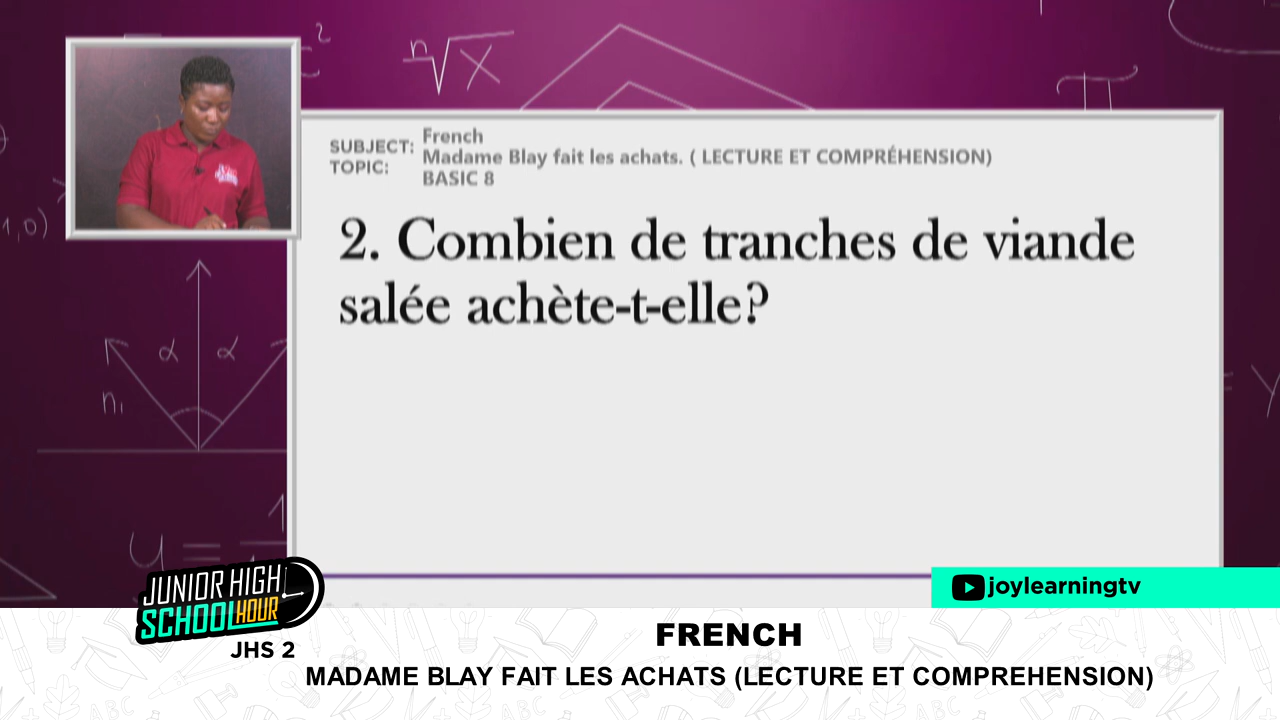 SUBJECT: French
TOPIC: Madame Blay fait les achats. ( LECTURE ET COMPRÉHENSION)
BASIC 8
2. Combien de tranches de viande
salée achète-t-elle?
JUNIOR HIGH
SCHOOL HOUR
JHS 2
joylearningtv
FRENCH
MADAME BLAY FAIT LES ACHATS (LECTURE ET COMPREHENSION)